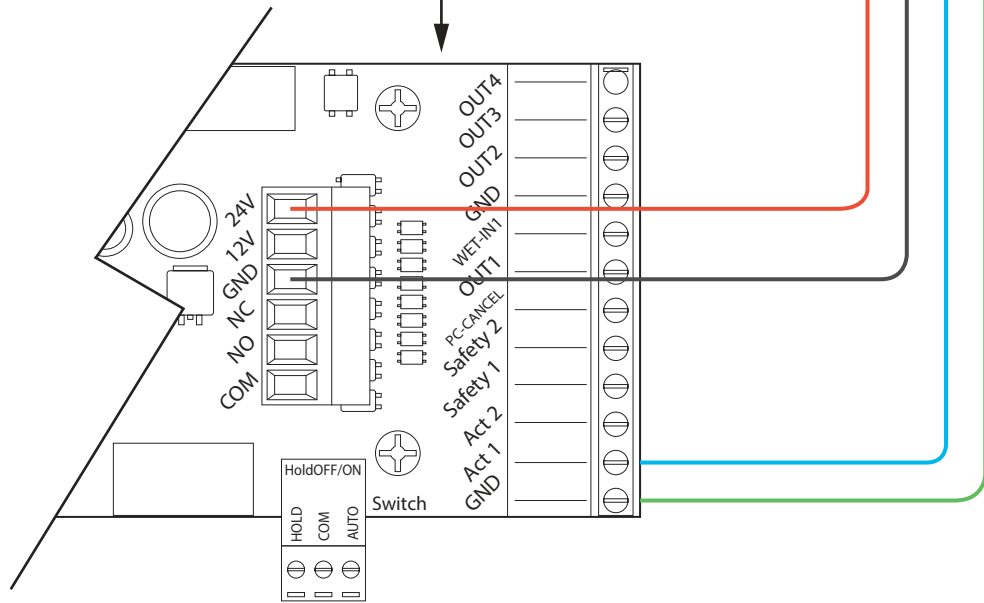 24V
12V
GND
NC
NO
COM
OUT4
OUT3
OUT2
GND
WET-IN1
OUT1
PC-CANCEL
Safety 2
Safety 1
Act 2
Act 1
GND
HoldOFF/ON
HOLD
COM
AUTO
Switch